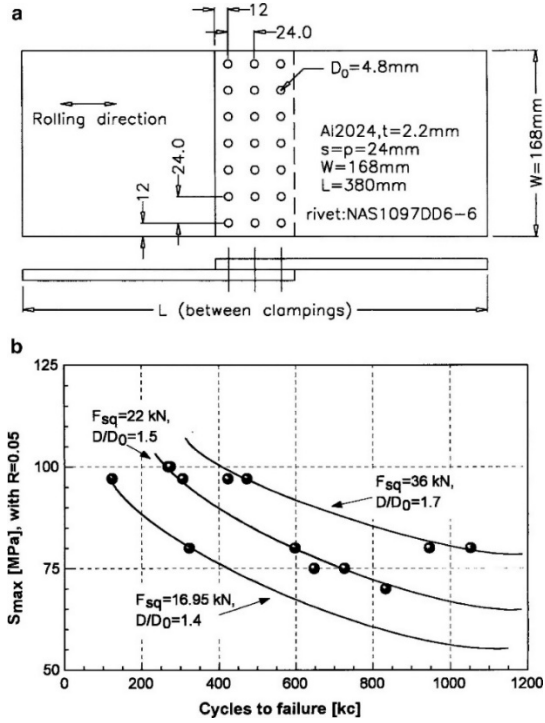 a
12
24.0
D₀=4.8mm
Rolling direction
Al2024,t=2.2mm
s=p=24mm
W=168mm
L=380mm
rivet:NAS1097DD6-6
24.0
12
W=168mm
L (between clampings)
b
125
100
75
50
Smax [MPa], with R=0.05
Fsq=22 kN,
D/D0=1.5
Fsq=36 kN,
D/D0=1.7
Fsq=16.95 kN,
D/D0=1.4
0 200 400 600 800 1000 1200
Cycles to failure [kc]